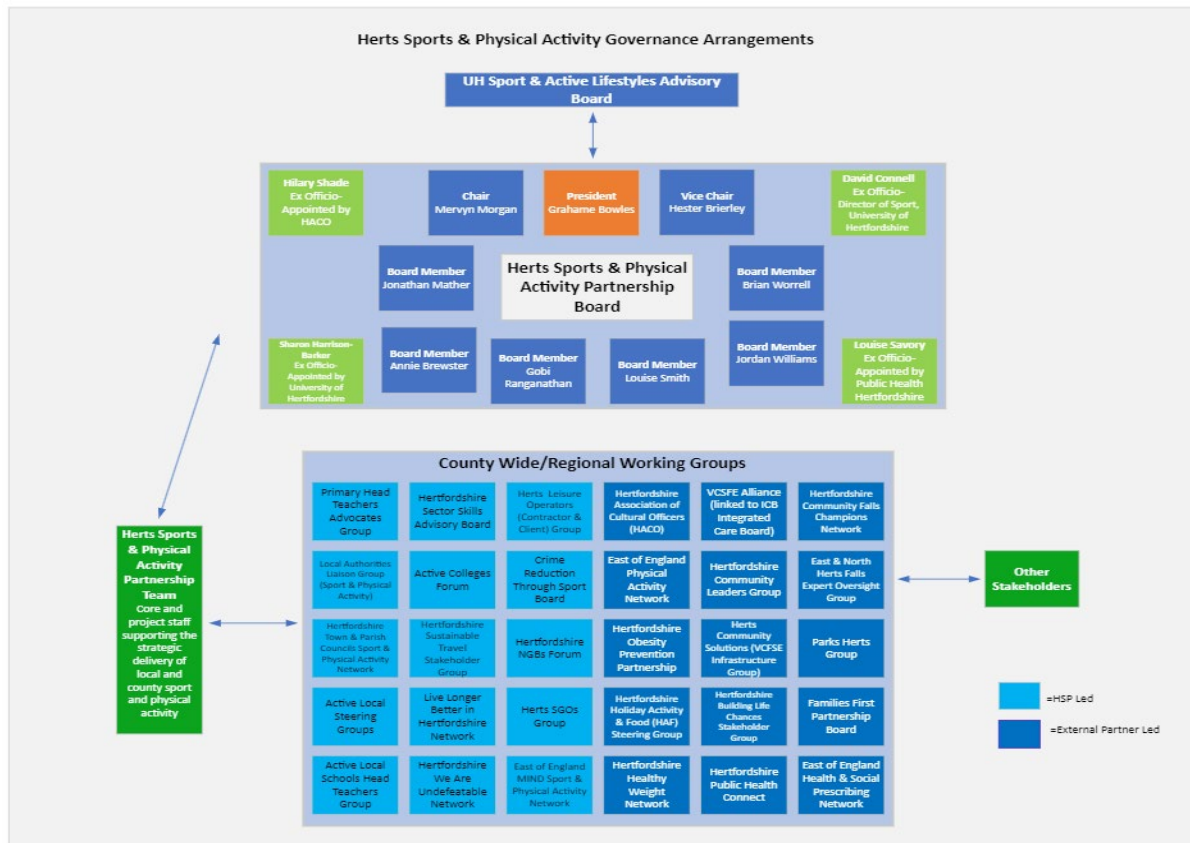 Herts Sports & Physical Activity Governance Arrangements
UH Sport & Active Lifestyles Advisory
Board
Hilary Shade
Ex Officio-
Appointed by
HACO
Chair
Mervyn Morgan
President
Grahame Bowles
Vice Chair
Hester Brierley
David Connell
Ex Officio-
Director of Sport,
University of
Hertfordshire
Board Member
Jonathan Mather
Herts Sports & Physical
Activity Partnership
Board
Board Member
Brian Worrell
Sharon Harrison-
Barker
Ex Officio-
Appointed by
University of
Hertfordshire
Board Member
Annie Brewster
Board Member
Gobi
Ranganathan
Board Member
Louise Smith
Board Member
Jordan Williams
Louise Savory
Ex Officio-
Appointed by
Public Health
Hertfordshire
County Wide/Regional Working Groups
Primary Head
Teachers
Advocates
Group
Hertfordshire
Sector Skills
Advisory Board
Herts Leisure
Operators
(Contractor &
Client) Group
Hertfordshire
Association of
Cultural Officers
(HACO)
VCSFE Alliance
(linked to ICB
Integrated
Care Board)
Hertfordshire
Community Falls
Champions
Network
Local Authorities
Liaison Group
(Sport & Physical
Activity)
Active Colleges
Forum
Crime
Reduction
Through Sport
Board
East of England
Physical
Activity
Network
Hertfordshire
Community
Leaders Group
East & North
Herts Falls
Expert Oversight
Group
Hertfordshire
Town & Parish
Councils Sport &
Physical Activity
Network
Hertfordshire
Sustainable
Travel
Stakeholder
Group
Hertfordshire
NGBs Forum
Hertfordshire
Obesity
Prevention
Partnership
Herts
Community
Solutions (VCFSE
Infrastructure
Group)
Parks Herts
Group
Active Local
Steering
Groups
Live Longer
Better in
Hertfordshire
Network
Herts SGOs
Group
Hertfordshire
Holiday Activity
& Food (HAF)
Steering Group
Hertfordshire
Building Life
Chances
Stakeholder
Group
Families First
Partnership
Board
Active Local
Schools Head
Teachers
Group
Hertfordshire
We Are
Undefeatable
Network
East of England
MIND Sport &
Physical Activity
Network
Hertfordshire
Healthy
Weight
Network
Hertfordshire
Public Health
Connect
East of England
Health & Social
Prescribing
Network
Herts Sports
& Physical
Activity
Partnership
Team
Core and
project staff
supporting the
strategic
delivery of
local and
county sport
and physical
activity
Other
Stakeholders
=HSP Led
=External Partner Led